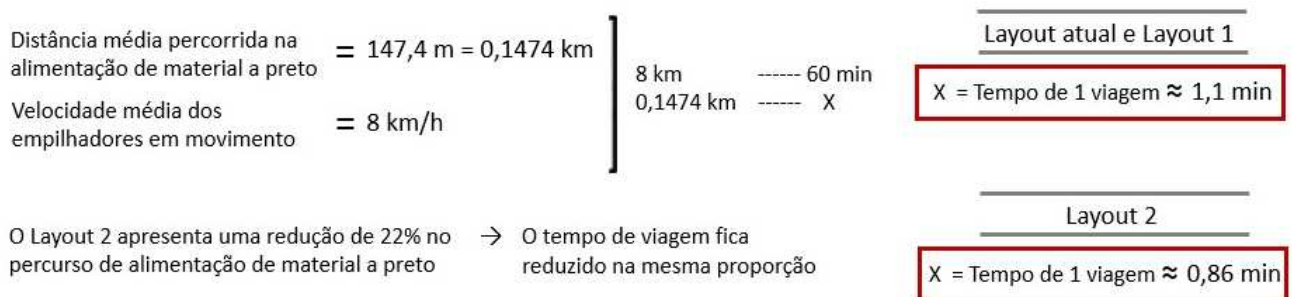 Distância média percorrida na
alimentação de material a preto
= 147,4 m = 0,1474 km
Velocidade média dos
empilhadores em movimento
= 8 km/h
8 km ------ 60 min
0,1474 km ------ X
Layout atual e Layout 1
X = Tempo de 1 viagem ≈ 1,1 min
O Layout 2 apresenta uma redução de 22% no
percurso de alimentação de material a preto
→ O tempo de viagem fica
reduzido na mesma proporção
Layout 2
X = Tempo de 1 viagem ≈ 0,86 min